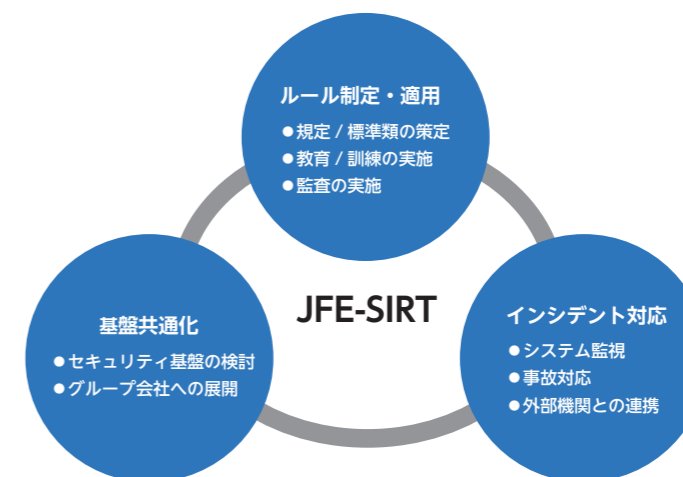 ルール制定・適用
●規定 / 標準類の策定
●教育 / 訓練の実施
●監査の実施
JFE-SIRT
基盤共通化
●セキュリティ基盤の検討
●グループ会社への展開
インシデント対応
●システム監視
●事故対応
●外部機関との連携